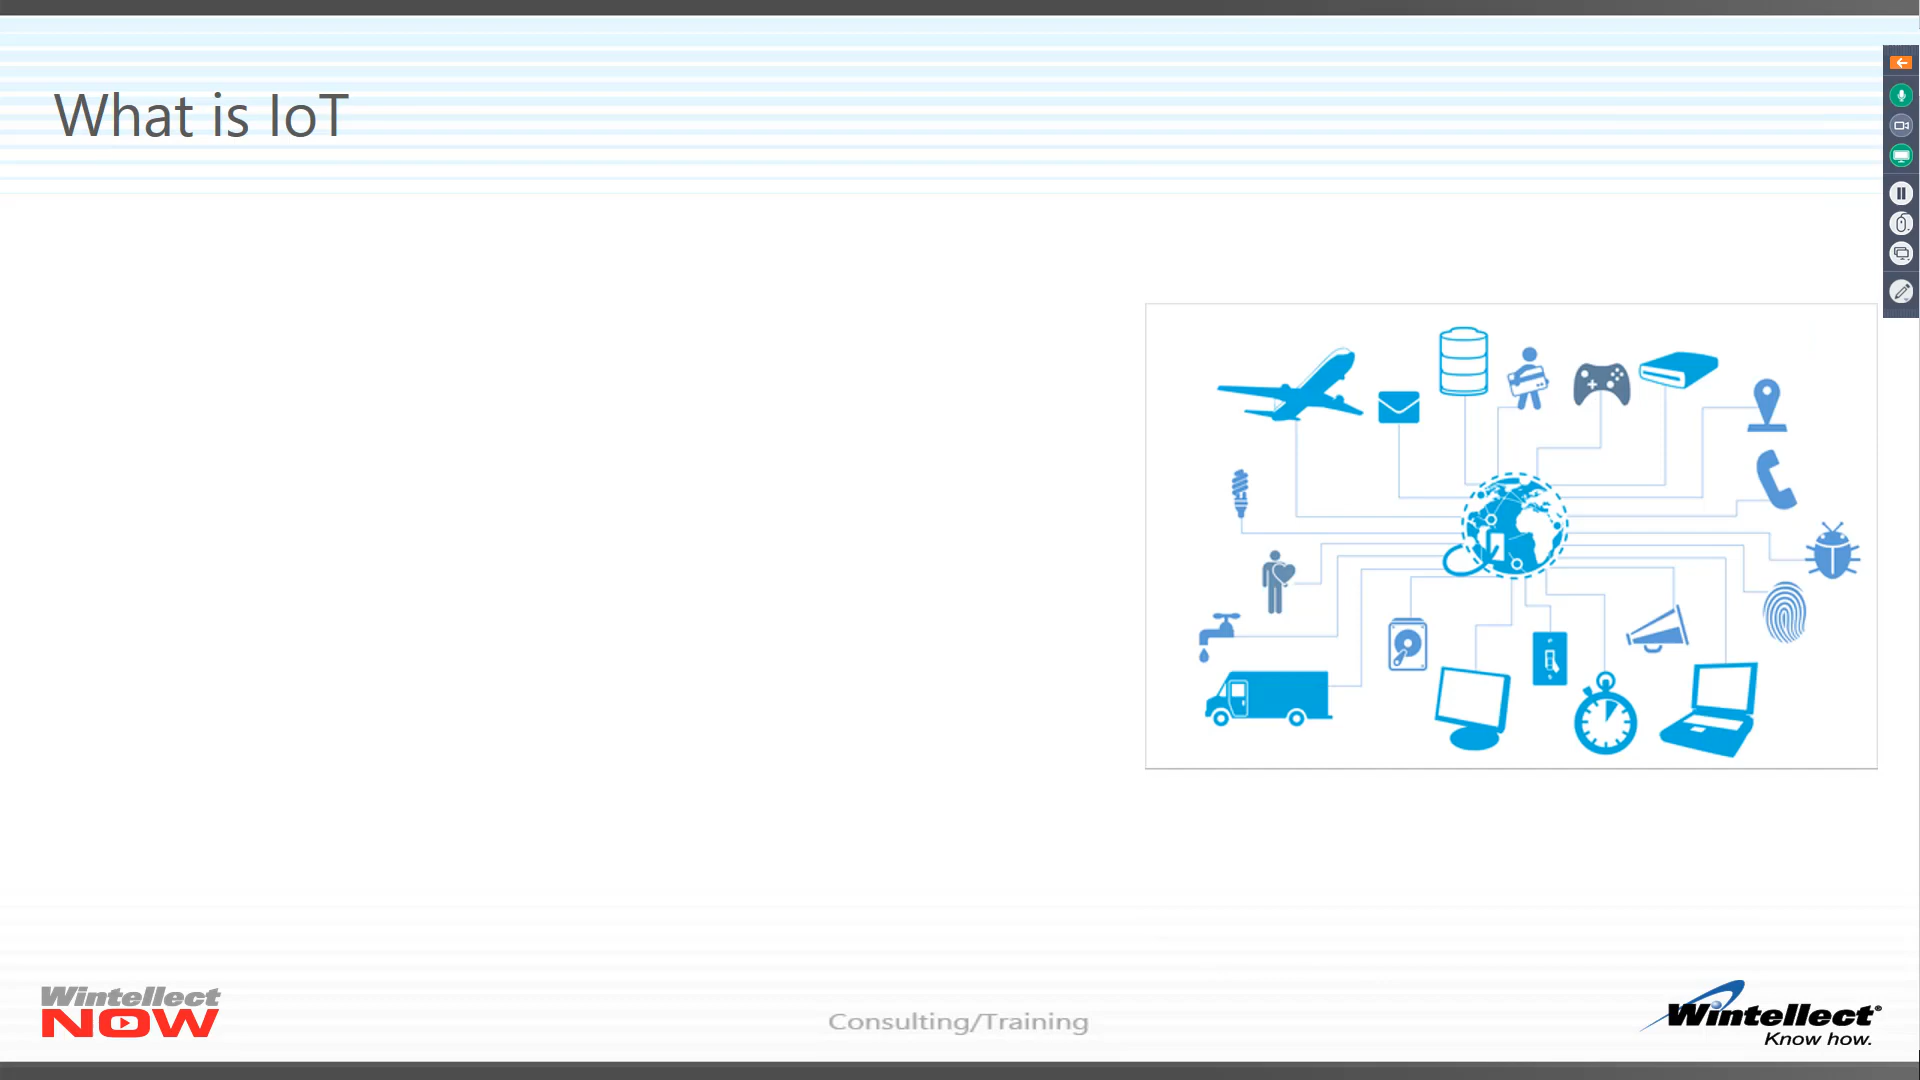 What is IoT
Wintellect
NOW
Consulting/Training
Wintellect®
Know how.